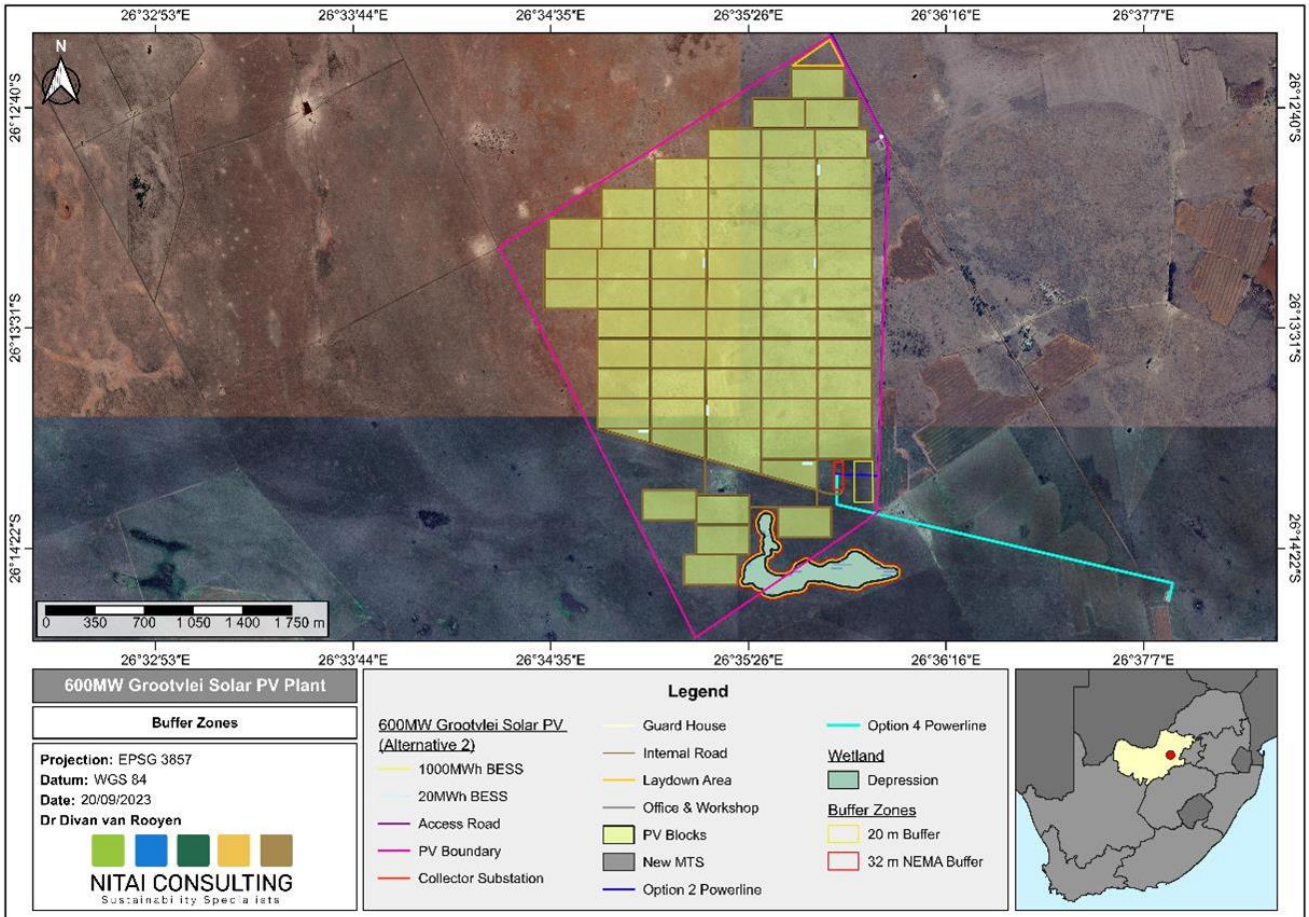 26°32'53"E 26°33'44"E 26°34'35"E 26°35'26"E 26°36'16"E 26°37'7"E
N
26°12'40"S 26°12'40"S
26°13'31"S 26°13'31"S
26°14'22"S 26°14'22"S
0 350 700 1 050 1 400 1 750 m
26°32'53"E 26°33'44"E 26°34'35"E 26°35'26"E 26°36'16"E 26°37'7"E
600MW Grootvlei Solar PV Plant
Buffer Zones
Projection: EPSG 3857
Datum: WGS 84
Date: 20/09/2023
Dr Divan van Rooyen
NITAI CONSULTING
Sustainability Specialists
Legend
600MW Grootvlei Solar PV
(Alternative 2)
1000MWh BESS
20MWh BESS
Access Road
PV Boundary
Collector Substation
Guard House
Internal Road
Laydown Area
Office & Workshop
PV Blocks
New MTS
Option 2 Powerline
Option 4 Powerline
Wetland
Depression
Buffer Zones
20 m Buffer
32 m NEMA Buffer